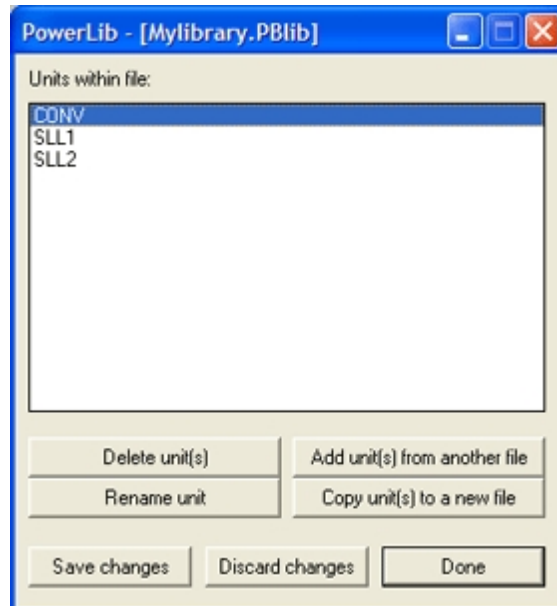 PowerLib - [Mylibrary.PBlib]
Units within file:
CONV
SLL1
SLL2
Delete unit(s) Add unit(s) from another file
Rename unit Copy unit(s) to a new file
Save changes Discard changes Done